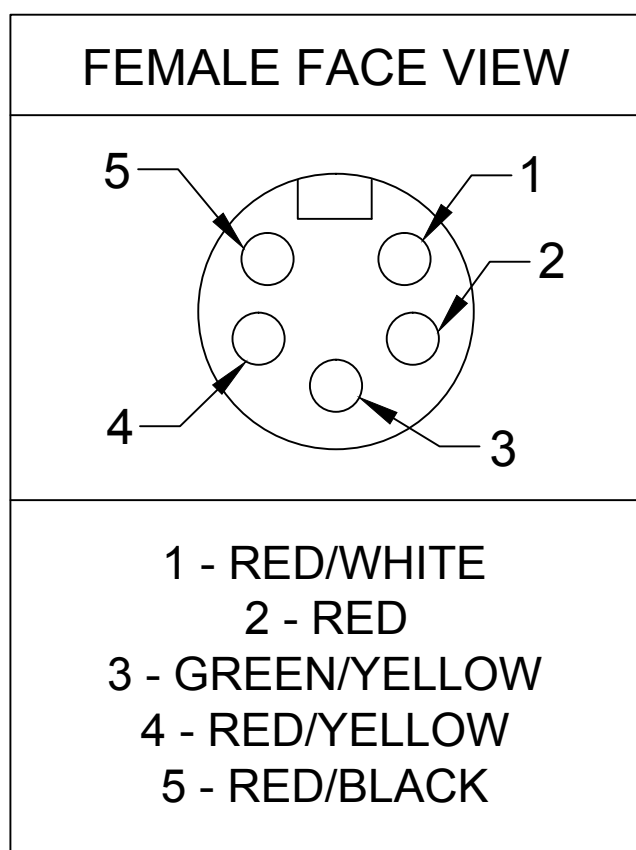 FEMALE FACE VIEW
5
1
2
4
3
1 - RED/WHITE
2 - RED
3 - GREEN/YELLOW
4 - RED/YELLOW
5 - RED/BLACK